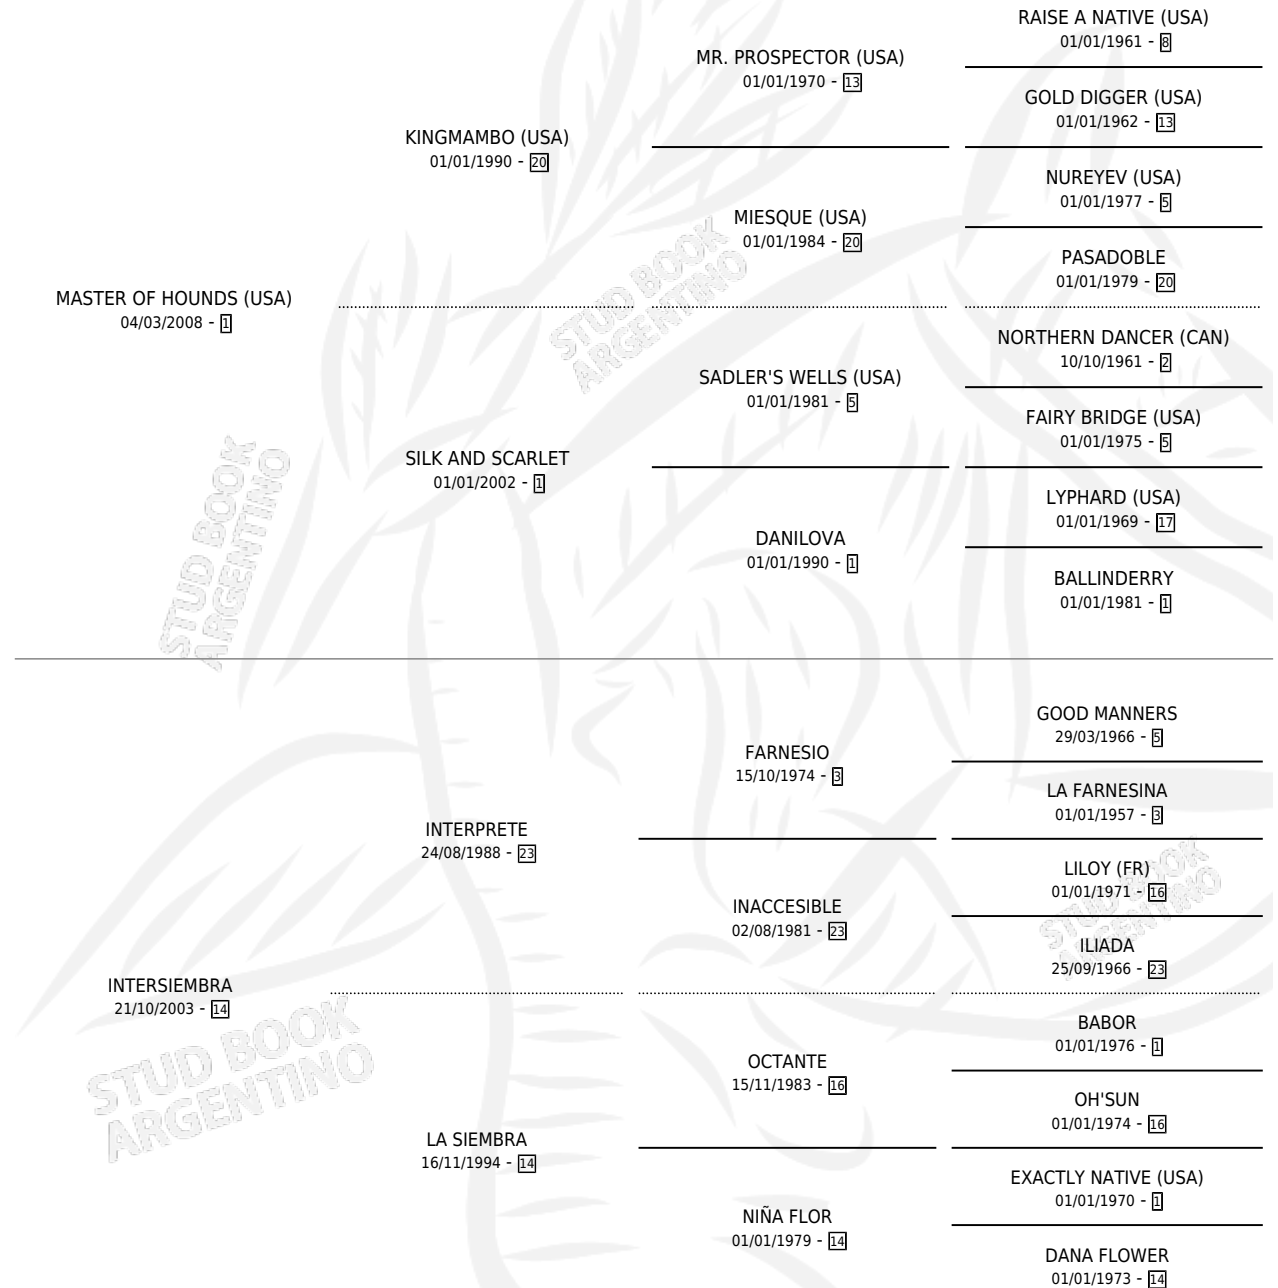 RAISE A NATIVE (USA)
01/01/1961 - 8
MR. PROSPECTOR (USA)
01/01/1970 - 13
GOLD DIGGER (USA)
01/01/1962 - 13
KINGMAMBO (USA)
01/01/1990 - 20
NUREYEV (USA)
01/01/1977 - 5
MIESQUE (USA)
01/01/1984 - 20
PASADOBLE
01/01/1979 - 20
MASTER OF HOUNDS (USA)
04/03/2008 - 1
NORTHERN DANCER (CAN)
10/10/1961 - 2
SADLER'S WELLS (USA)
01/01/1981 - 5
FAIRY BRIDGE (USA)
01/01/1975 - 5
SILK AND SCARLET
01/01/2002 - 1
LYPHARD (USA)
01/01/1969 - 17
DANILOVA
01/01/1990 - 1
BALLINDERRY
01/01/1981 - 1
GOOD MANNERS
29/03/1966 - 5
FARNESIO
15/10/1974 - 3
LA FARNESINA
01/01/1957 - 3
INTERPRETE
24/08/1988 - 23
LILOY (FR)
01/01/1971 - 16
INACCESIBLE
02/08/1981 - 23
ILIADA
25/09/1966 - 23
INTERSIEMBRA
21/10/2003 - 14
BABOR
01/01/1976 - 1
OCTANTE
15/11/1983 - 16
OH'SUN
01/01/1974 - 16
LA SIEMBRA
16/11/1994 - 14
EXACTLY NATIVE (USA)
01/01/1970 - 1
NIÑA FLOR
01/01/1979 - 14
DANA FLOWER
01/01/1973 - 14
STUD BOOK
ARGENTINO
STUD BOOK
ARGENTINO
STUD BOOK
ARGENTINO
STUD BOOK
ARGENTINO